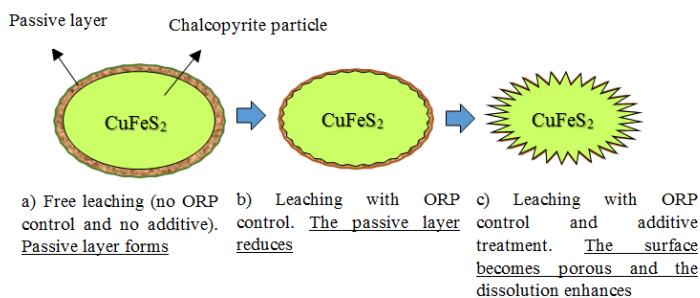 Passive layer
Chalcopyrite particle
CuFeS2
CuFeS2
CuFeS2
a) Free leaching (no ORP
control and no additive).
Passive layer forms
b) Leaching with ORP
control. The passive layer
reduces
c) Leaching with ORP
control and additive
treatment. The surface
becomes porous and the
dissolution enhances